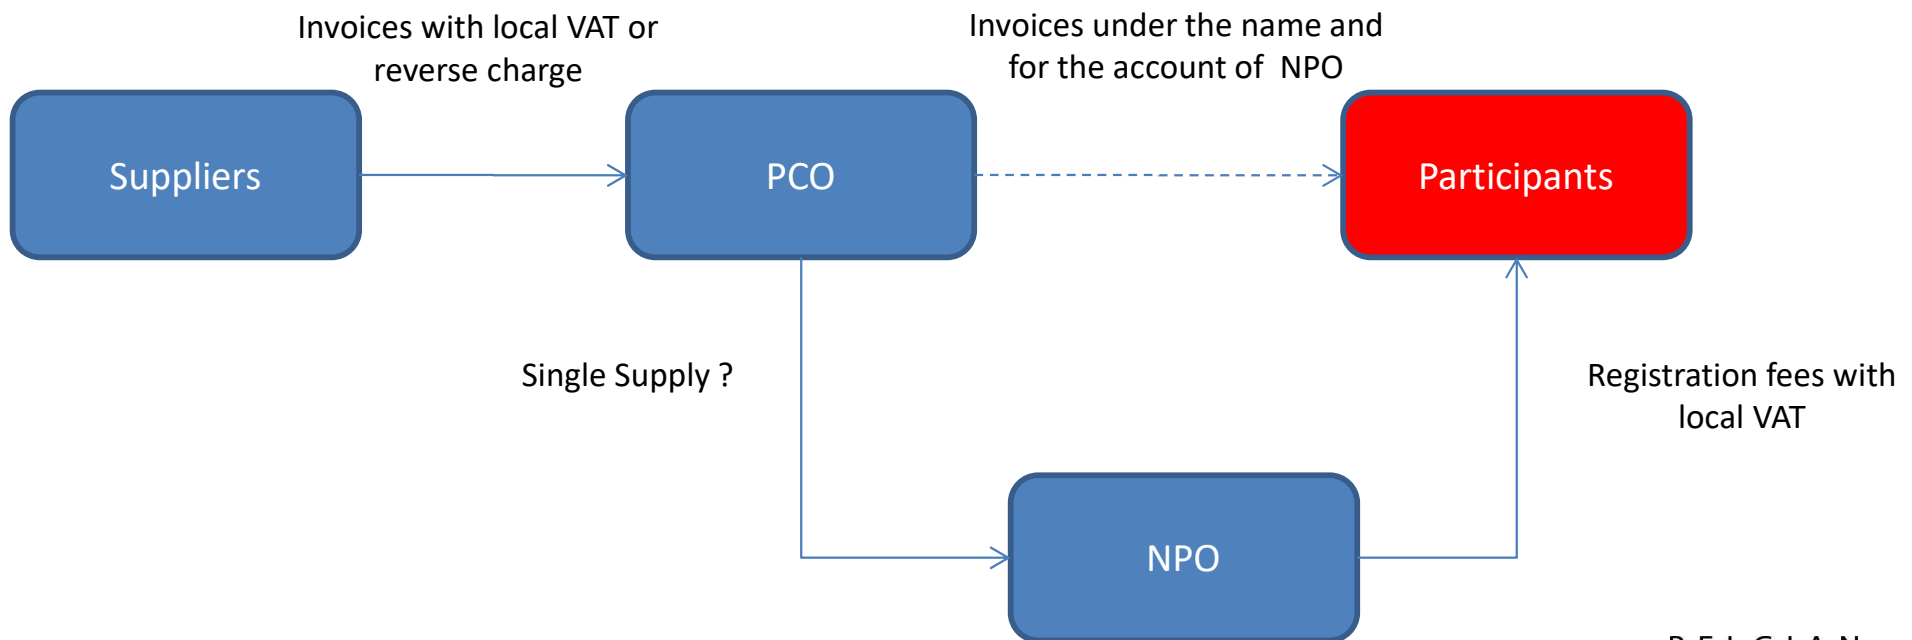 Invoices with local VAT or
reverse charge
Invoices under the name and
for the account of NPO
Suppliers
PCO
Participants
Single Supply ?
Registration fees with
local VAT
NPO
B E L G I A N